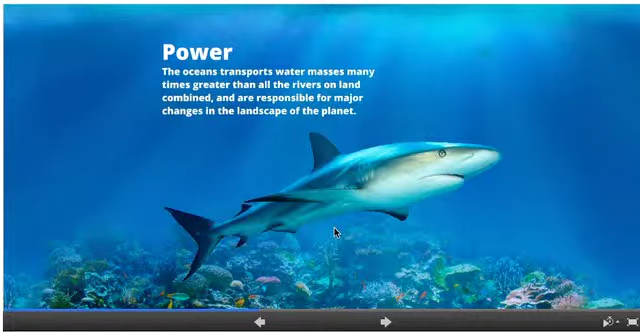 Power
The oceans transports water masses many
times greater than all the rivers on land
combined, and are responsible for major
changes in the landscape of the planet.